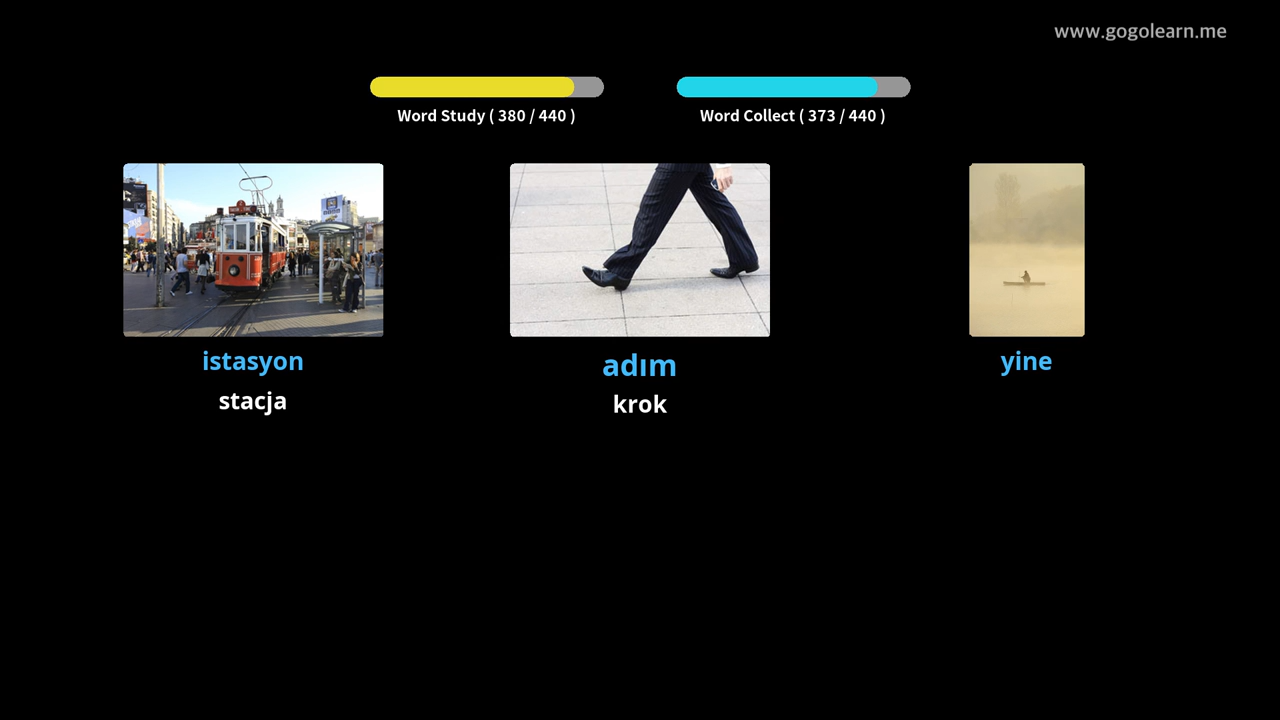 www.gogolearn.me
Word Study ( 380 / 440 )
Word Collect ( 373 / 440 )
istasyon
stacja
adım
krok
yine